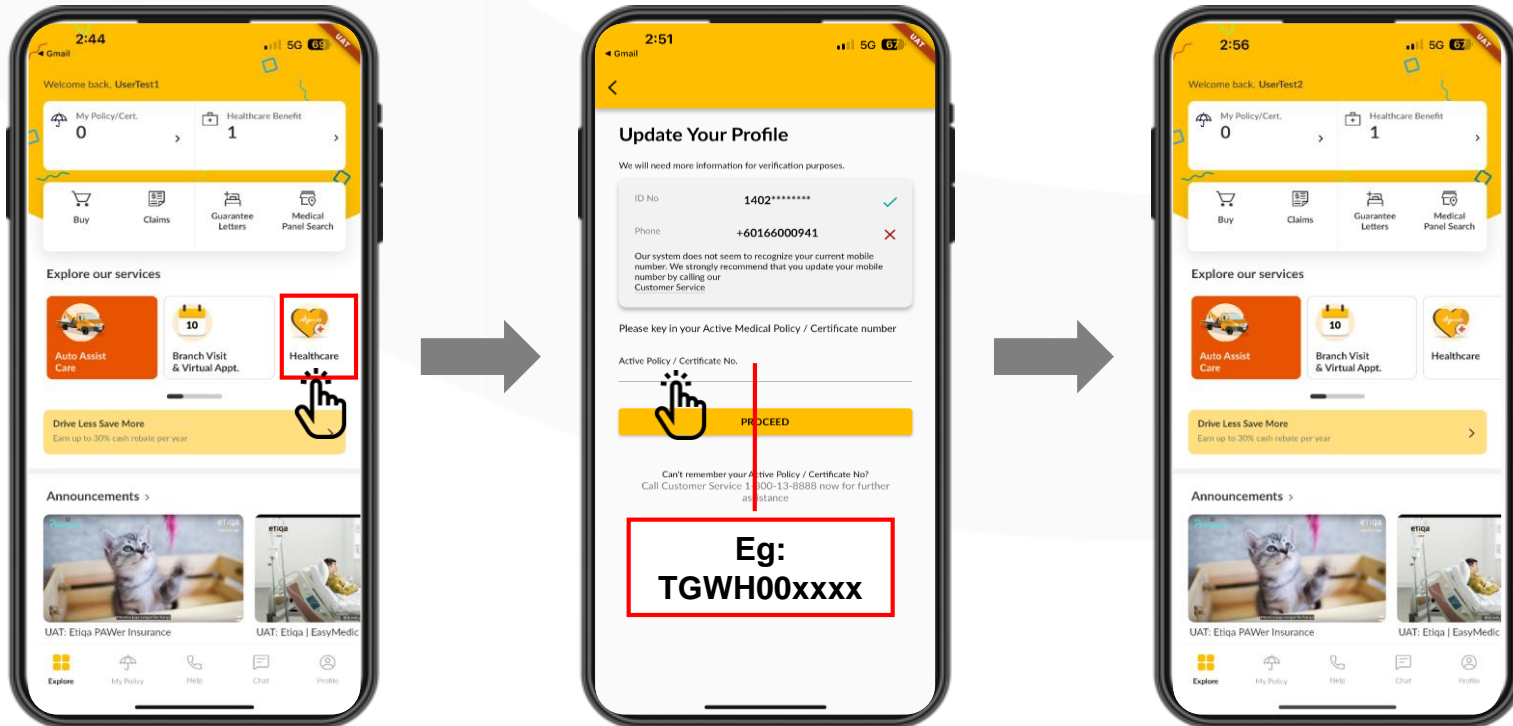 2:44
5G 69
UAT
Gmail
Welcome back, UserTest1
My Policy/Cert.
0
Healthcare Benefit
1
Buy
Claims
Guarantee
Letters
Medical
Panel Search
Explore our services
Auto Assist
Care
10
Branch Visit
& Virtual Appt.
Healthcare
Drive Less Save More
Earn up to 30% cash rebate per year
Announcements
etiqa
etiqa
UAT: Etiqa PAWer Insurance
UAT: Etiqa | EasyMedic
Explore
My Policy
Help
Chat
Profile
2:51
5G 67
UAT
Gmail
Update Your Profile
We will need more information for verification purposes.
ID No
1402********
Phone
+60166000941
Our system does not seem to recognize your current mobile
number. We strongly recommend that you update your mobile
number by calling our
Customer Service
Please key in your Active Medical Policy / Certificate number
Active Policy / Certificate No.
PROCEED
Can't remember your Active Policy / Certificate No?
Call Customer Service 1-300-13-8888 now for further
assistance
Eg:
TGWH00xxxx
2:56
5G 67
UAT
Welcome back, UserTest2
My Policy/Cert.
0
Healthcare Benefit
1
Buy
Claims
Guarantee
Letters
Medical
Panel Search
Explore our services
Auto Assist
Care
10
Branch Visit
& Virtual Appt.
Healthcare
Drive Less Save More
Earn up to 30% cash rebate per year
Announcements
etiqa
etiqa
UAT: Etiqa PAWer Insurance
UAT: Etiqa | EasyMedic
Explore
My Policy
Help
Chat
Profile